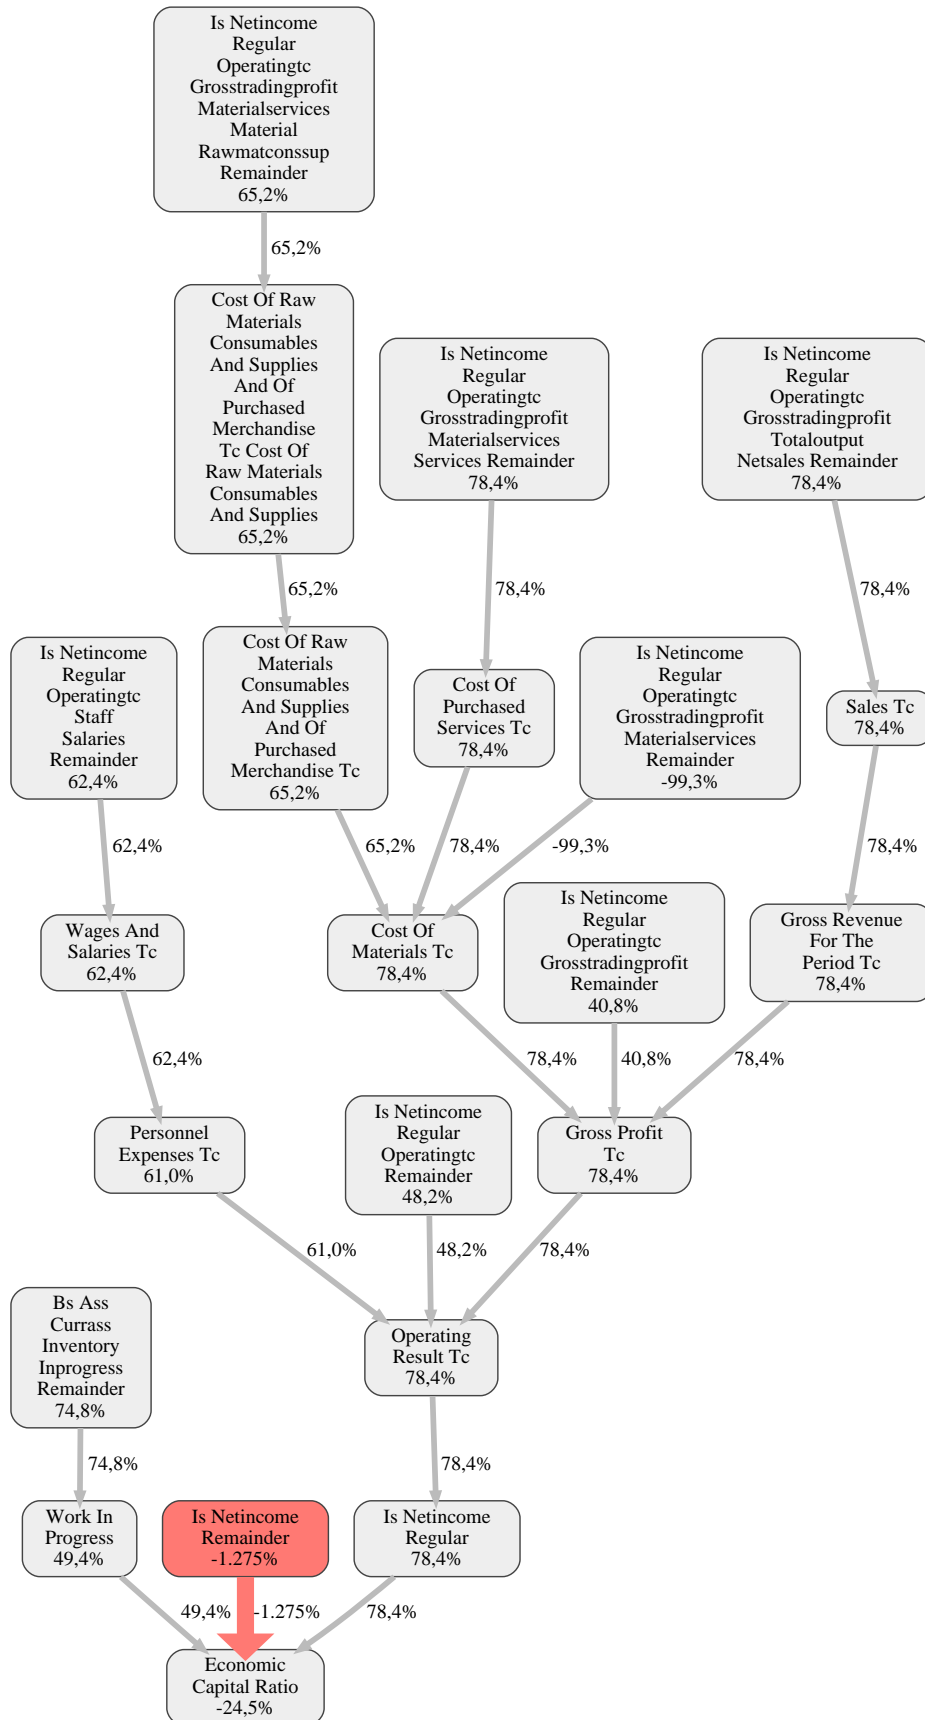 Is Netincome
Regular
Operatingtc
Grosstradingprofit
Materialservices
Material
Rawmatconssup
Remainder
65,2%
65,2%
Cost Of Raw
Materials
Consumables
And Supplies
And Of
Purchased
Merchandise
Tc Cost Of
Raw Materials
Consumables
And Supplies
65,2%
Is Netincome
Regular
Operatingtc
Grosstradingprofit
Materialservices
Services Remainder
78,4%
Is Netincome
Regular
Operatingtc
Grosstradingprofit
Totaloutput
Netsales Remainder
78,4%
65,2%
78,4%
78,4%
Is Netincome
Regular
Operatingtc
Staff
Salaries
Remainder
62,4%
Cost Of Raw
Materials
Consumables
And Supplies
And Of
Purchased
Merchandise Tc
65,2%
Cost Of
Purchased
Services Tc
78,4%
Is Netincome
Regular
Operatingtc
Grosstradingprofit
Materialservices
Remainder
-99,3%
Sales Tc
78,4%
62,4%
65,2%
78,4%
-99,3%
78,4%
Wages And
Salaries Tc
62,4%
Cost Of
Materials Tc
78,4%
Is Netincome
Regular
Operatingtc
Grosstradingprofit
Remainder
40,8%
Gross Revenue
For The
Period Tc
78,4%
62,4%
78,4%
40,8%
78,4%
Personnel
Expenses Tc
61,0%
Is Netincome
Regular
Operatingtc
Remainder
48,2%
Gross Profit
Tc
78,4%
61,0%
48,2%
78,4%
Bs Ass
Currass
Inventory
Inprogress
Remainder
74,8%
Operating
Result Tc
78,4%
74,8%
78,4%
Work In
Progress
49,4%
Is Netincome
Remainder
-1.275%
Is Netincome
Regular
78,4%
49,4%
-1.275%
78,4%
Economic
Capital Ratio
-24,5%